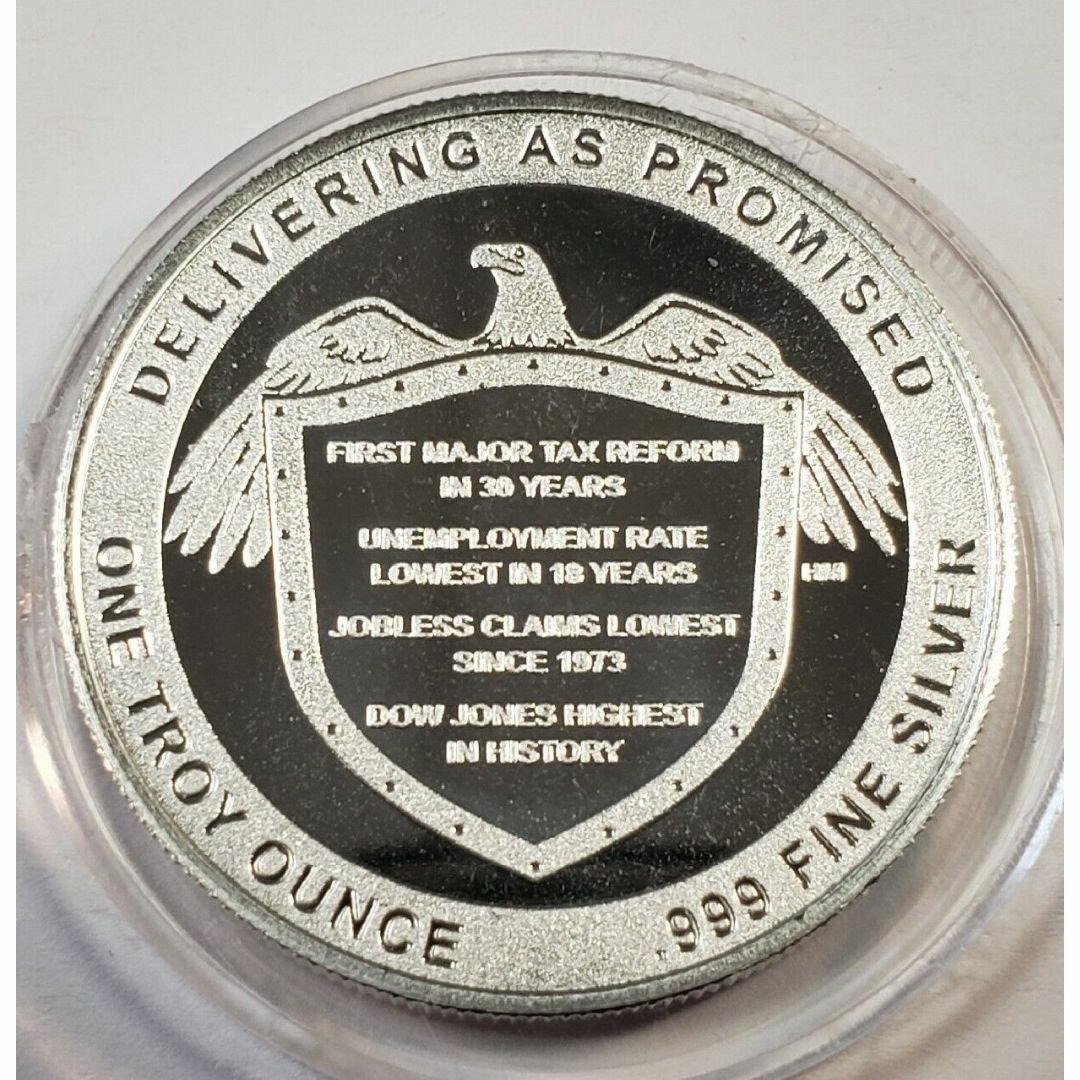 DELIVERING AS PROMISED
FIRST MAJOR TAX REFORM
IN 30 YEARS
UNEMPLOYMENT RATE
LOWEST IN 18 YEARS
JOBLESS CLAIMS LOWEST
SINCE 1973
DOW JONES HIGHEST
IN HISTORY
HM
ONE TROY OUNCE
.999 FINE SILVER